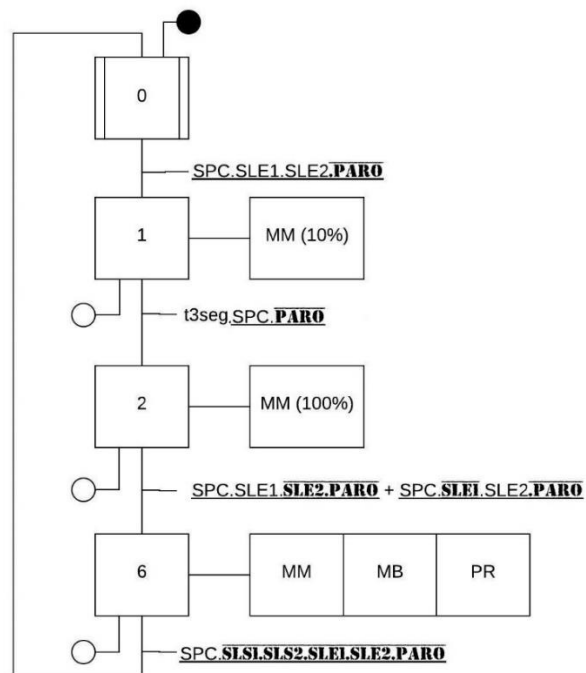 0
SPC.SLE1.SLE2.PARO
1
MM (10%)
t3seg.SPC.PARO
2
MM (100%)
SPC.SLE1.SLE2.PARO + SPC.SLE1.SLE2.PARO
6
MM
MB
PR
SPC.SLS1.SLS2.SLE1.SLE2.PARO